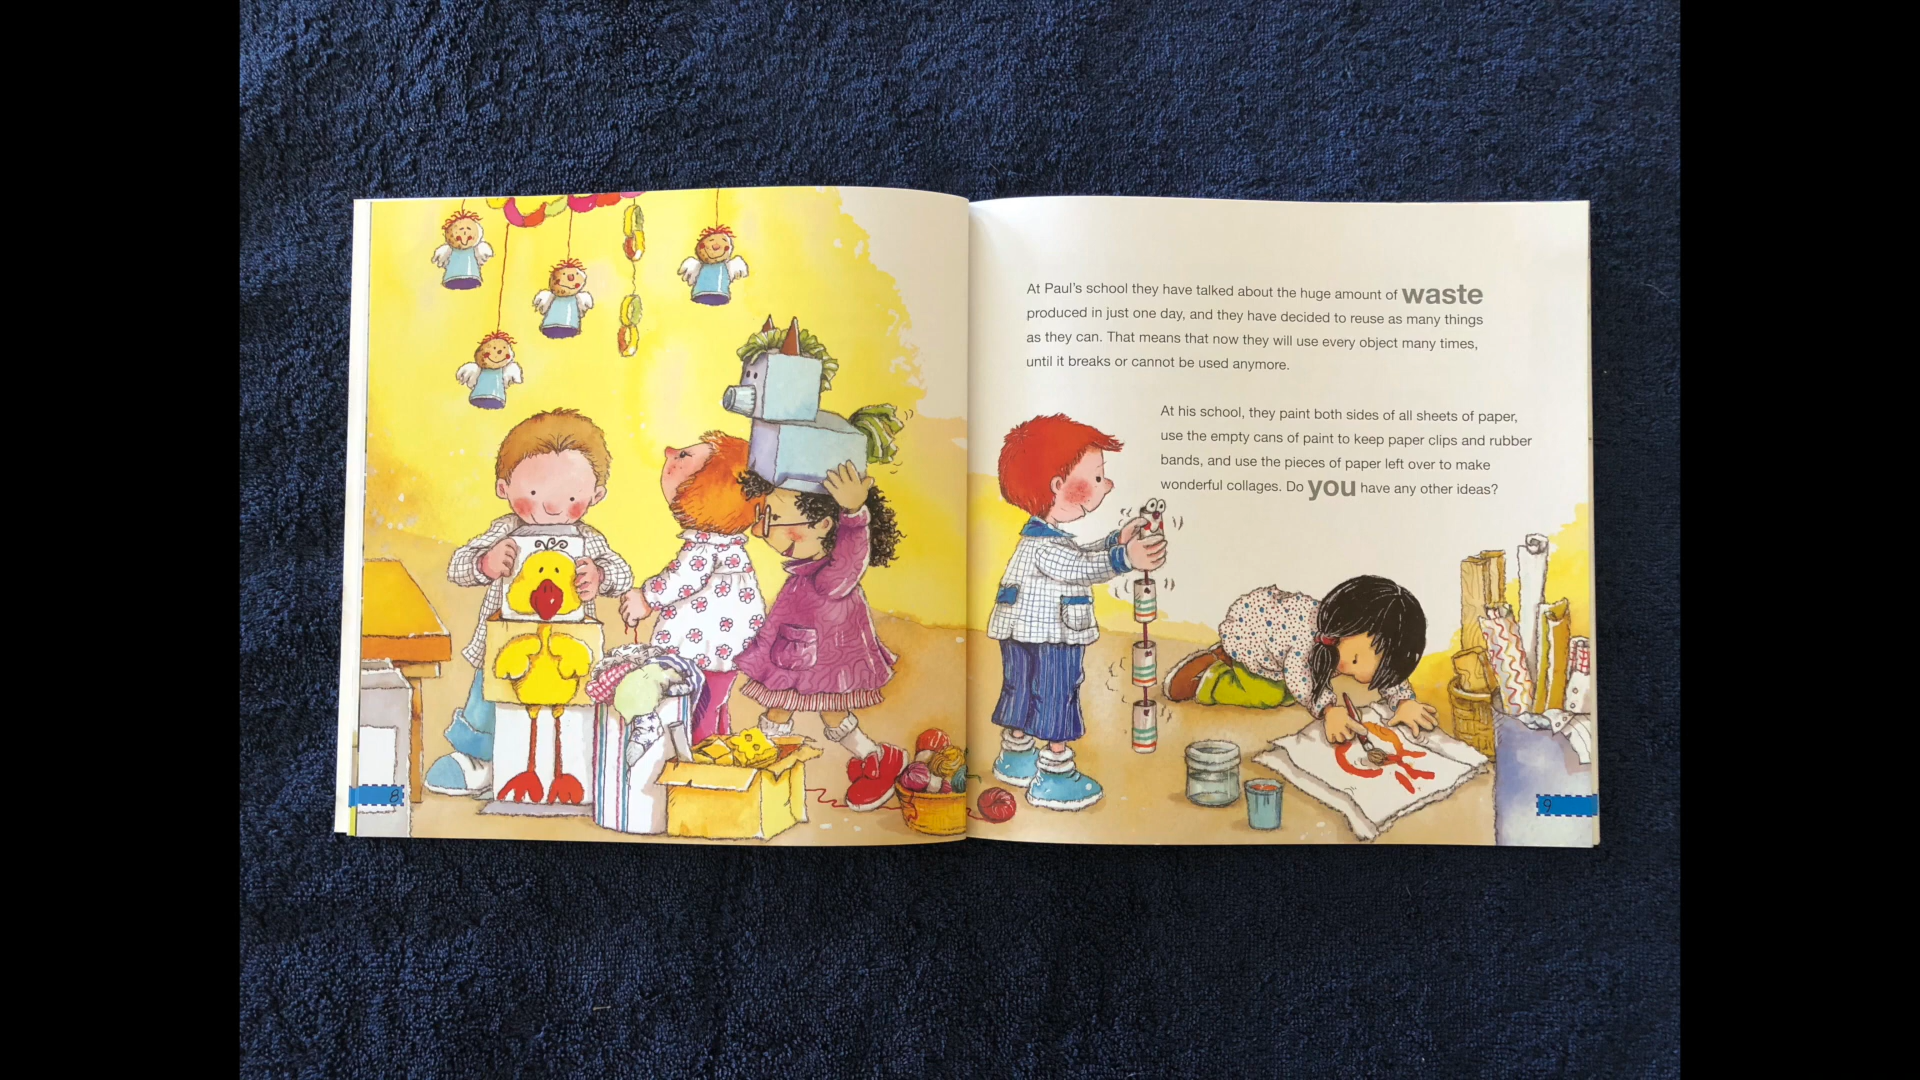 At Paul's school they have talked about the huge amount of waste
produced in just one day, and they have decided to reuse as many things
as they can. That means that now they will use every object many times,
until it breaks or cannot be used anymore.
At his school, they paint both sides of all sheets of paper,
use the empty cans of paint to keep paper clips and rubber
bands, and use the pieces of paper left over to make
wonderful collages. Do you have any other ideas?
8
9